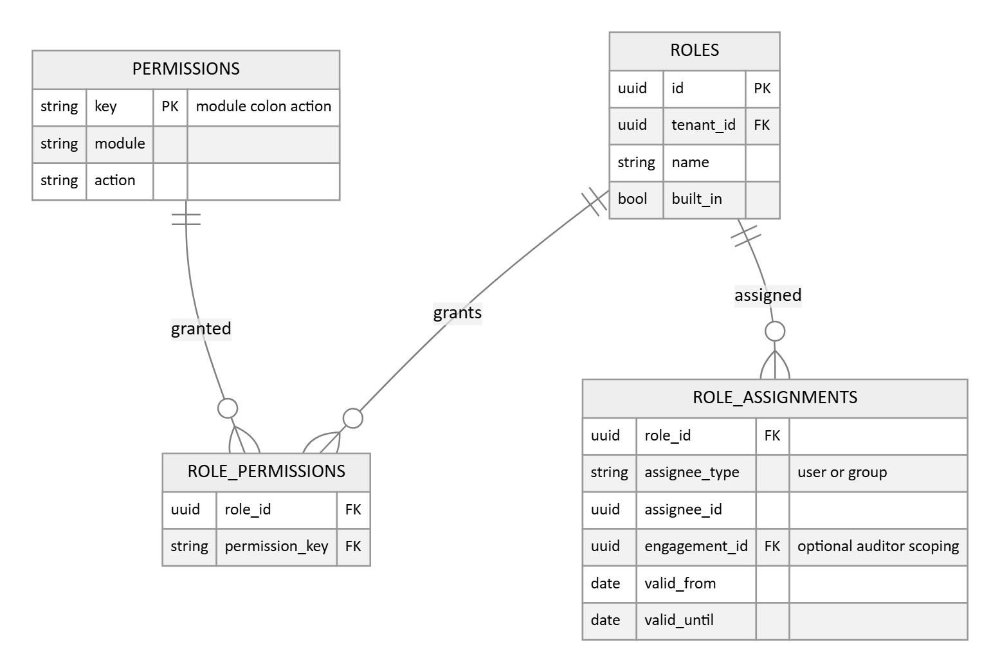 PERMISSIONS
string key PK module colon action
string module
string action
ROLES
uuid id PK
uuid tenant_id FK
string name
bool built_in
granted
grants
assigned
ROLE_PERMISSIONS
uuid role_id FK
string permission_key FK
ROLE_ASSIGNMENTS
uuid role_id FK
string assignee_type user or group
uuid assignee_id
uuid engagement_id FK optional auditor scoping
date valid_from
date valid_until